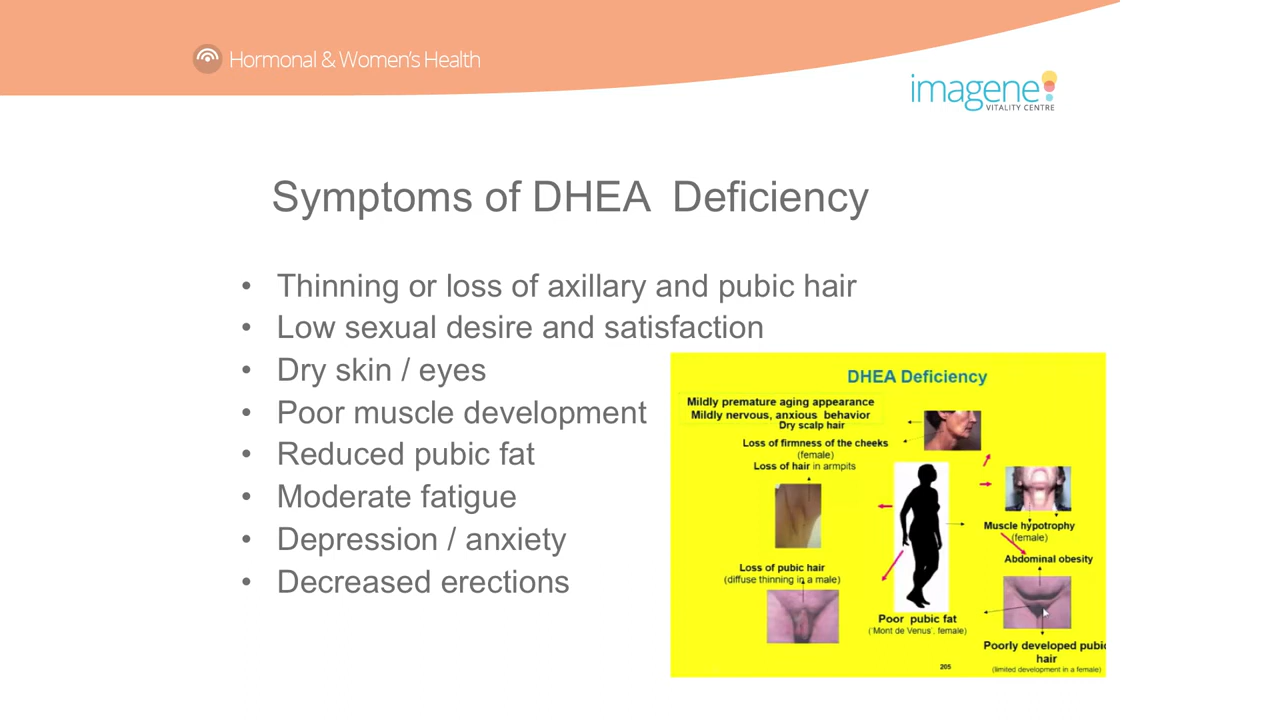 Hormonal & Women's Health
imagene
VITALITY CENTRE
Symptoms of DHEA Deficiency
• Thinning or loss of axillary and pubic hair
• Low sexual desire and satisfaction
• Dry skin / eyes
• Poor muscle development
• Reduced pubic fat
• Moderate fatigue
• Depression / anxiety
• Decreased erections
DHEA Deficiency
Mildly premature aging appearance
Mildly nervous, anxious behavior
Dry scalp hair
Loss of firmness of the cheeks
(female)
Loss of hair in armpits
Muscle hypotrophy
(female)
Abdominal obesity
Loss of pubic hair
(diffuse thinning in a male)
Poor pubic fat
("Mont de Venus", female)
Poorly developed pubic
hair
(limited development in a female)
205